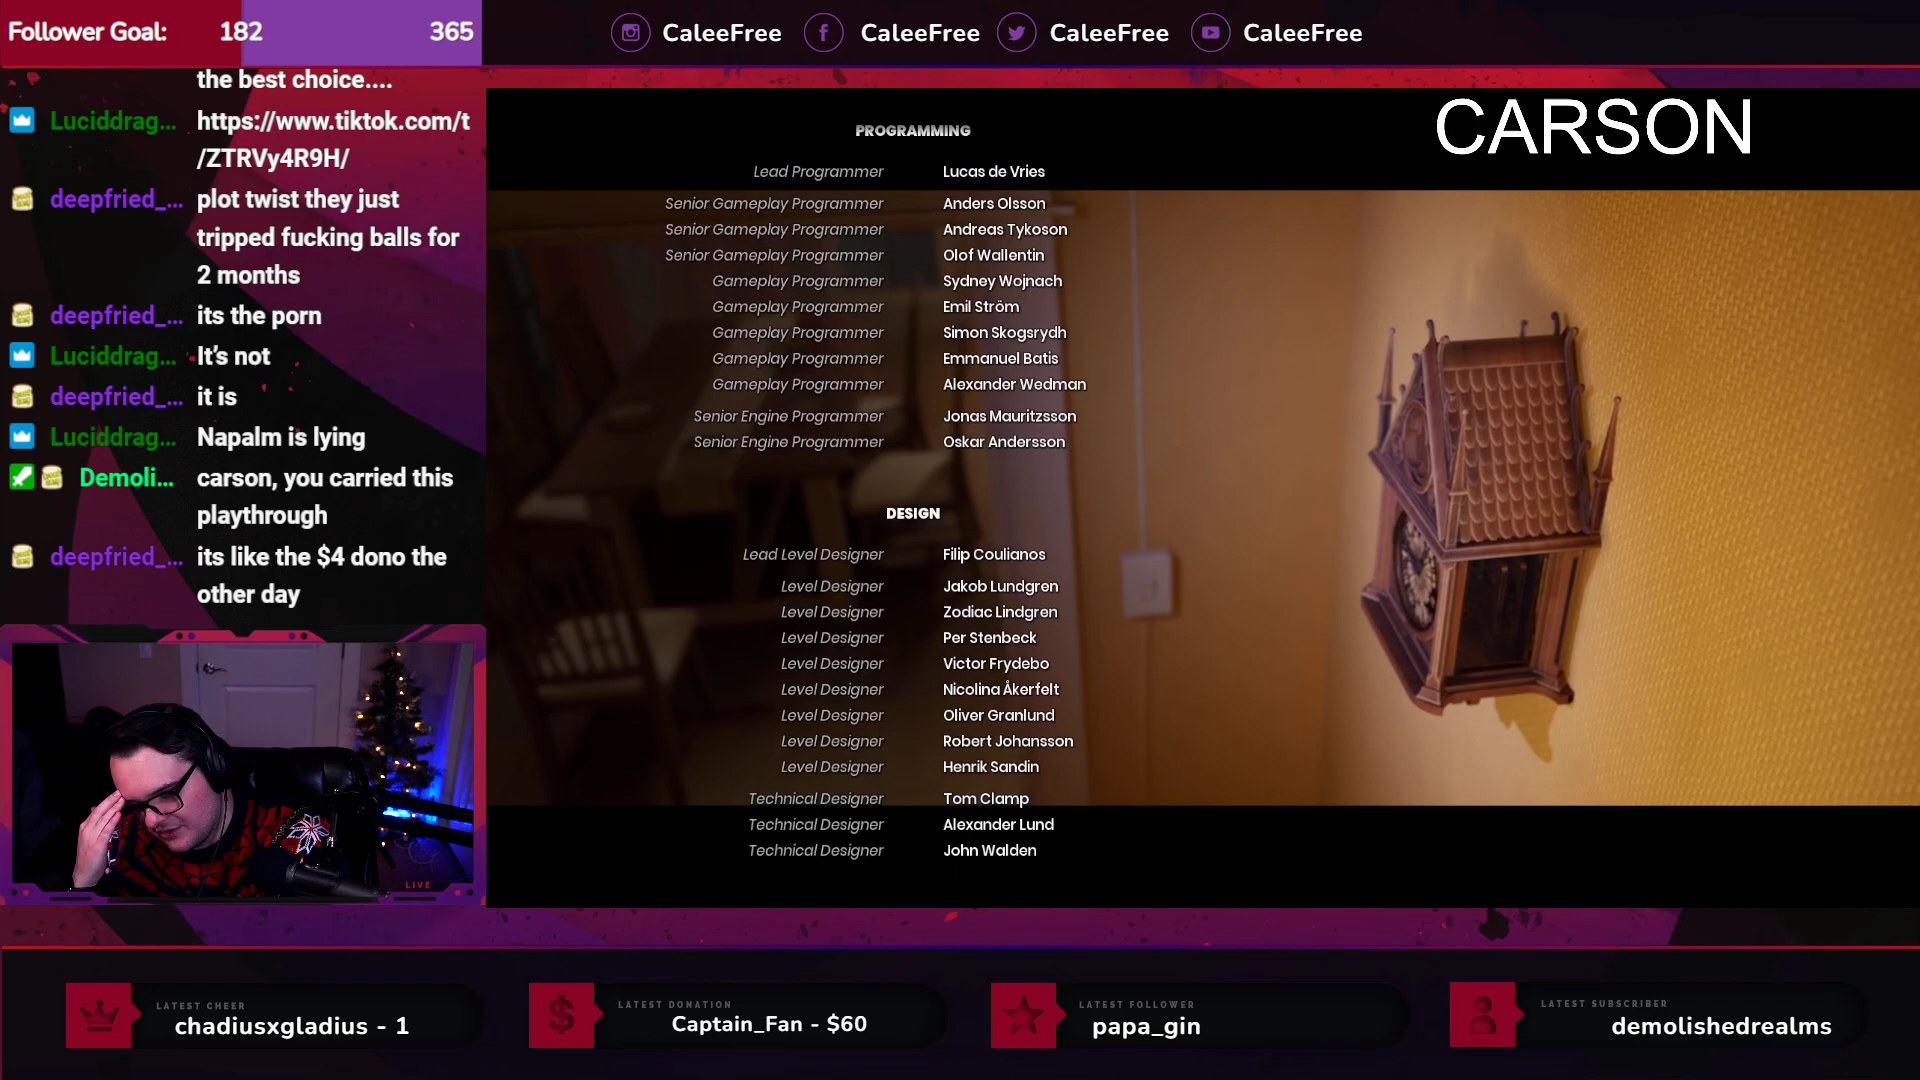 Follower Goal: 182 365
CaleeFree CaleeFree CaleeFree CaleeFree
the best choice....
Luciddrag... https://www.tiktok.com/t
/ZTRVy4R9H/
deepfried_... plot twist they just
tripped fucking balls for
2 months
deepfried_... its the porn
Luciddrag... It's not
deepfried_... it is
Luciddrag... Napalm is lying
Demoli... carson, you carried this
playthrough
deepfried_... its like the $4 dono the
other day
LIVE
CARSON
PROGRAMMING
Lead Programmer Lucas de Vries
Senior Gameplay Programmer Anders Olsson
Senior Gameplay Programmer Andreas Tykoson
Senior Gameplay Programmer Olof Wallentin
Gameplay Programmer Sydney Wojnach
Gameplay Programmer Emil Ström
Gameplay Programmer Simon Skogsrydh
Gameplay Programmer Emmanuel Batis
Gameplay Programmer Alexander Wedman
Senior Engine Programmer Jonas Mauritzsson
Senior Engine Programmer Oskar Andersson
DESIGN
Lead Level Designer Filip Coulianos
Level Designer Jakob Lundgren
Level Designer Zodiac Lindgren
Level Designer Per Stenbeck
Level Designer Victor Frydebo
Level Designer Nicolina Åkerfelt
Level Designer Oliver Granlund
Level Designer Robert Johansson
Level Designer Henrik Sandin
Technical Designer Tom Clamp
Technical Designer Alexander Lund
Technical Designer John Walden
LATEST CHEER
chadiusxgladius - 1
LATEST DONATION
Captain_Fan - $60
LATEST FOLLOWER
papa_gin
LATEST SUBSCRIBER
demolishedrealms